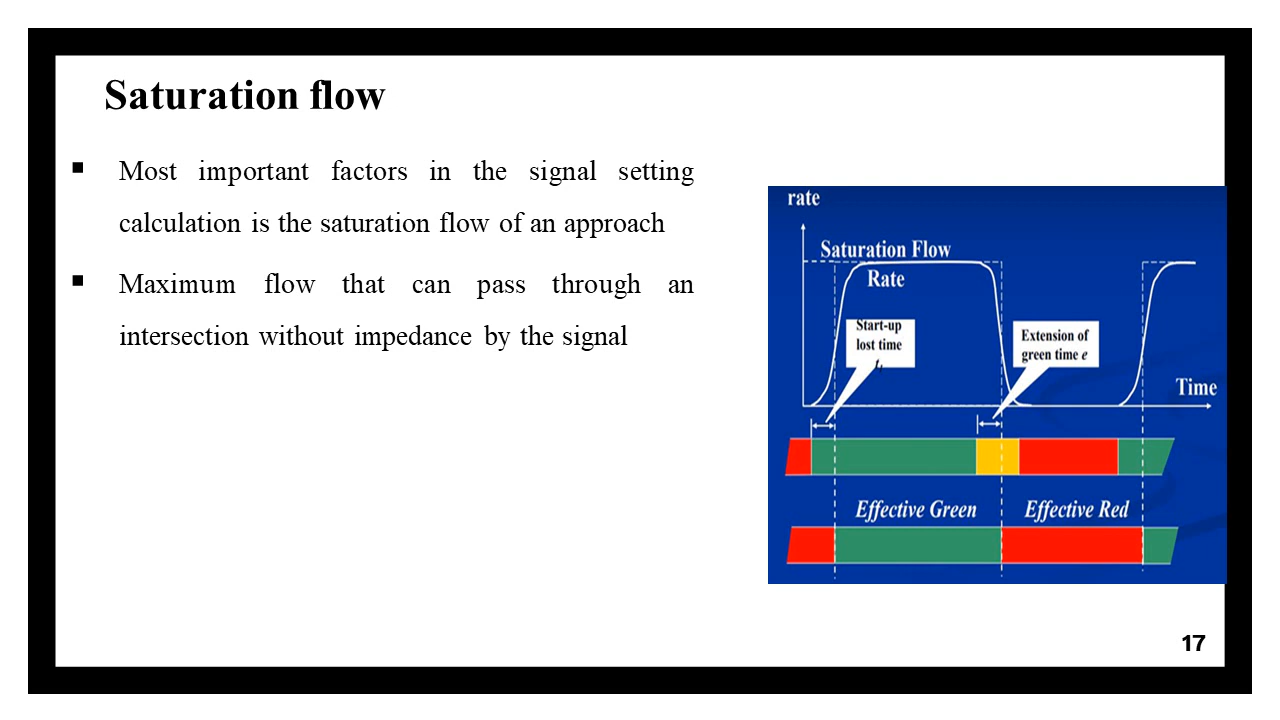 Saturation flow
▪ Most important factors in the signal setting
calculation is the saturation flow of an approach
▪ Maximum flow that can pass through an
intersection without impedance by the signal
rate
Saturation Flow
Rate
Start-up
lost time
Extension of
green time e
Time
Effective Green
Effective Red
17